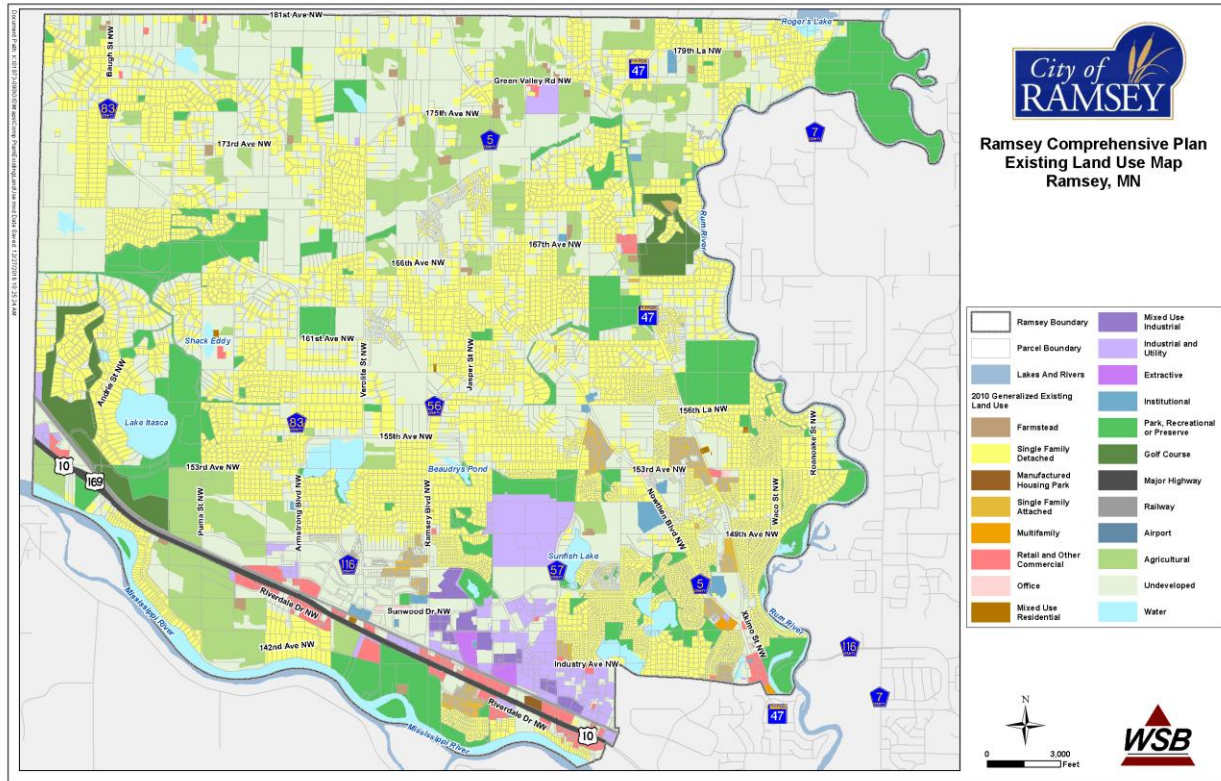 181st Ave NW
Roger's Lake
Baugh St NW
179th La NW
47
Green Valley Rd NW
83
175th Ave NW
5
7
173rd Ave NW
Rum River
167th Ave NW
166th Ave NW
47
161st Ave NW
Shack Eddy
Variolite St NW
Jasper St NW
Andrie St NW
56
156th La NW
83
Lake Itasca
155th Ave NW
Roanoake St NW
10
169
153rd Ave NW
Beaudrys Pond
153rd Ave NW
Puma St NW
Armstrong Blvd NW
Ramsey Blvd NW
Nowthen Blvd NW
Waco St NW
149th Ave NW
Sunfish Lake
116
57
5
Mississippi River
Riverdale Dr NW
Sunwood Dr NW
Xkimo St NW
Rum River
142nd Ave NW
Industry Ave NW
116
Riverdale Dr NW
7
Mississippi River
10
47
City of
RAMSEY
Ramsey Comprehensive Plan
Existing Land Use Map
Ramsey, MN
Ramsey Boundary
Parcel Boundary
Lakes And Rivers
2010 Generalized Existing
Land Use
Farmstead
Single Family
Detached
Manufactured
Housing Park
Single Family
Attached
Multifamily
Retail and Other
Commercial
Office
Mixed Use
Residential
Mixed Use
Industrial
Industrial and
Utility
Extractive
Institutional
Park, Recreational
or Preserve
Golf Course
Major Highway
Railway
Airport
Agricultural
Undeveloped
Water
N
0 3,000
Feet
WSB